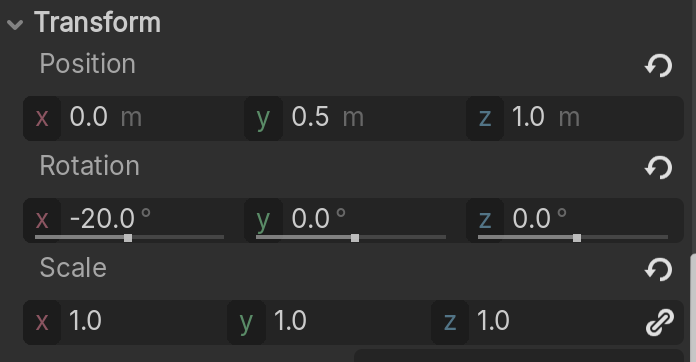 Transform
Position
x 0.0 m y 0.5 m z 1.0 m
Rotation
x -20.0 ° y 0.0 ° z 0.0 °
Scale
x 1.0 y 1.0 z 1.0